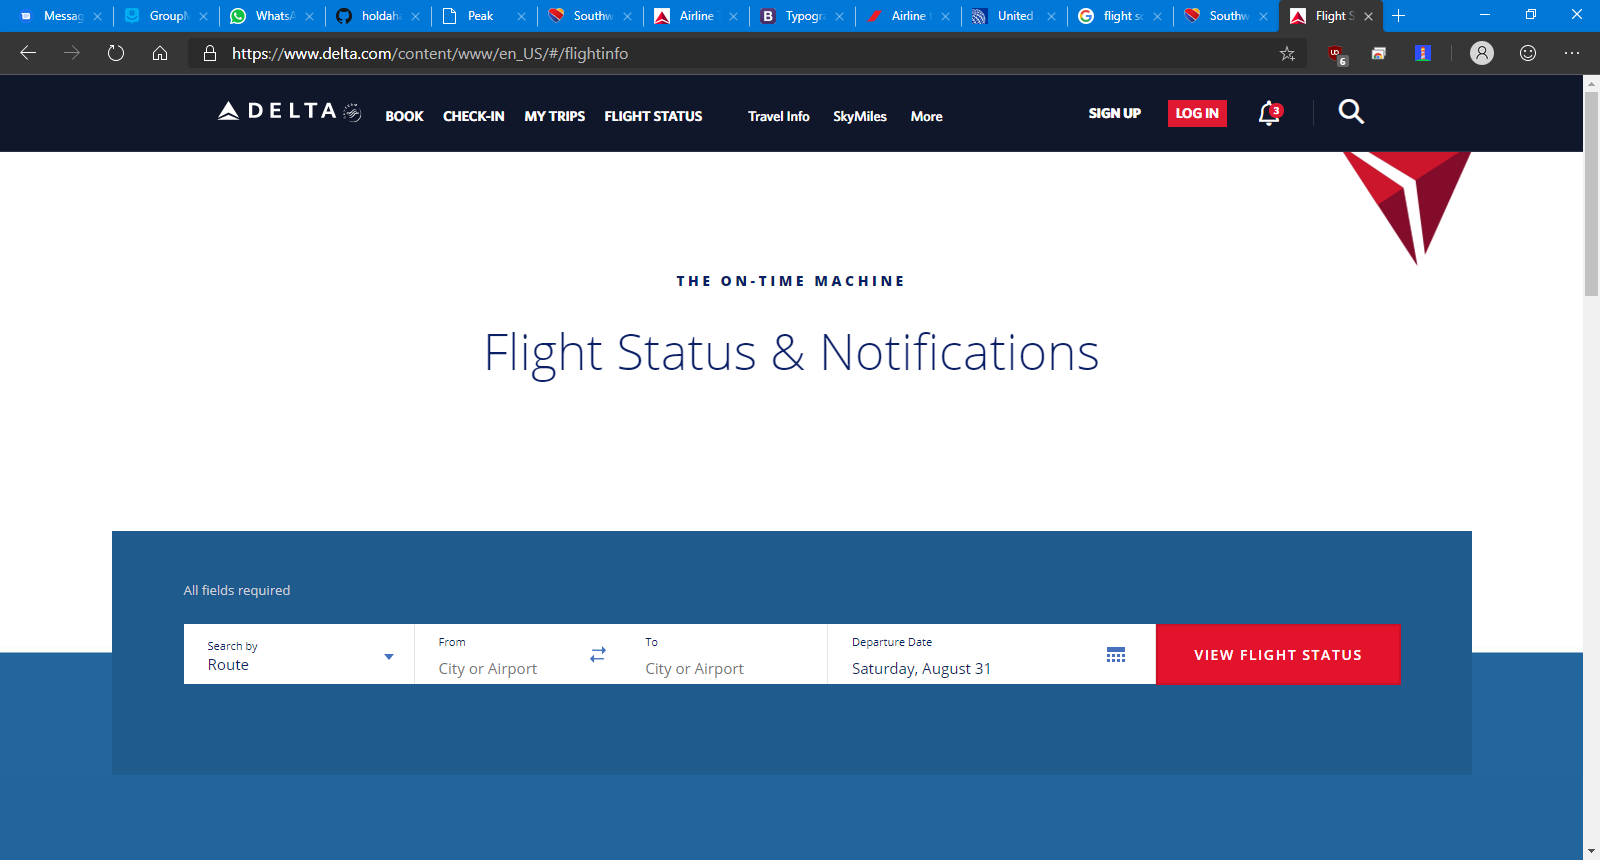 Messag GroupM WhatsA holdaha Peak Southw Airline T Typogra Airline t United flight sc Southw Flight S
https://www.delta.com/content/www/en_US/#/flightinfo
6
DELTA BOOK CHECK-IN MY TRIPS FLIGHT STATUS Travel Info SkyMiles More SIGN UP LOG IN 3
THE ON-TIME MACHINE
Flight Status & Notifications
All fields required
Search by From To Departure Date
Route City or Airport City or Airport Saturday, August 31 VIEW FLIGHT STATUS